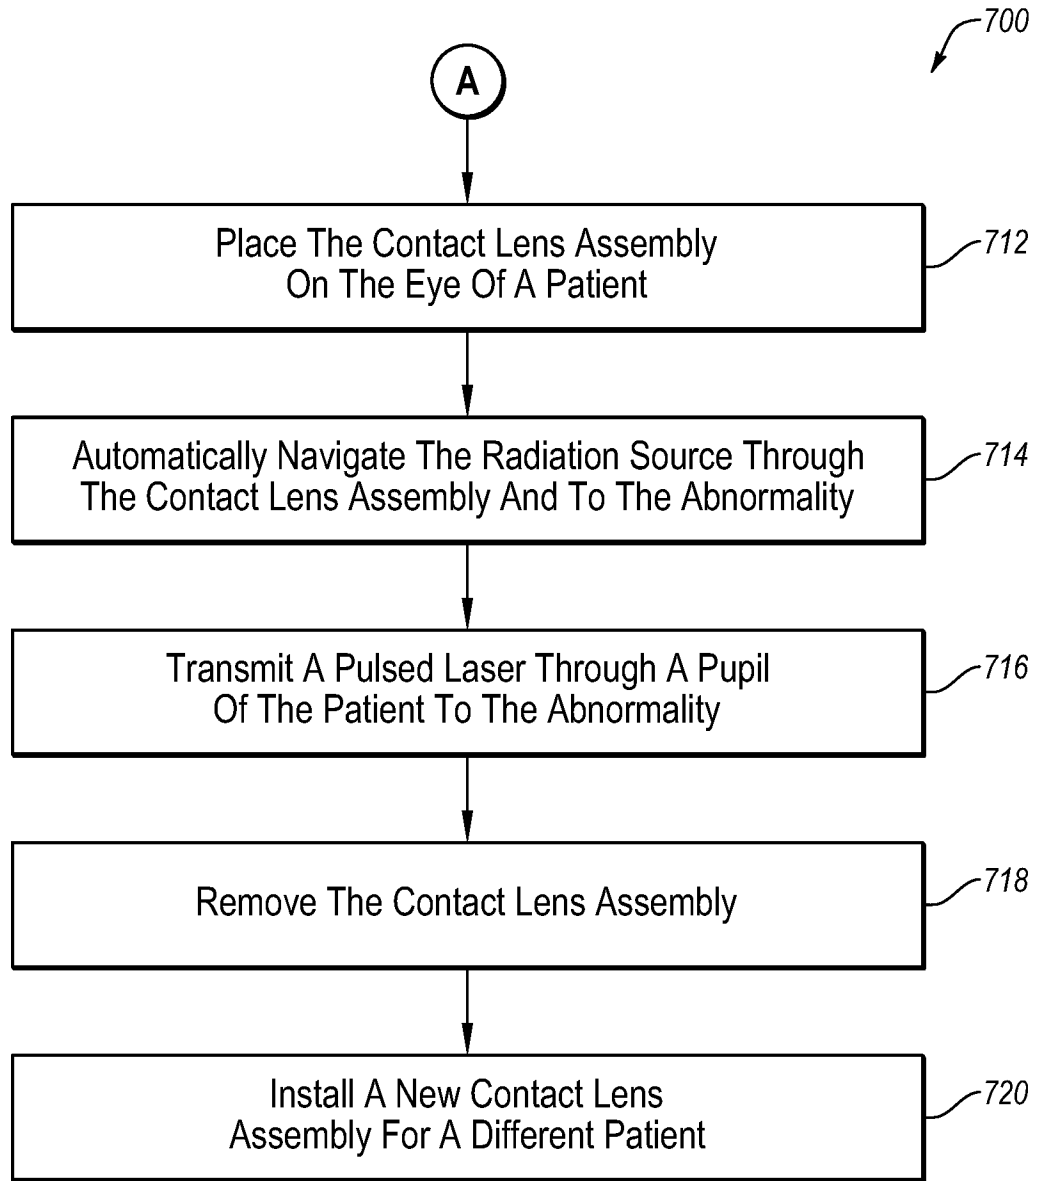 700
A
Place The Contact Lens Assembly
On The Eye Of A Patient
712
Automatically Navigate The Radiation Source Through
The Contact Lens Assembly And To The Abnormality
714
Transmit A Pulsed Laser Through A Pupil
Of The Patient To The Abnormality
716
Remove The Contact Lens Assembly
718
Install A New Contact Lens
Assembly For A Different Patient
720